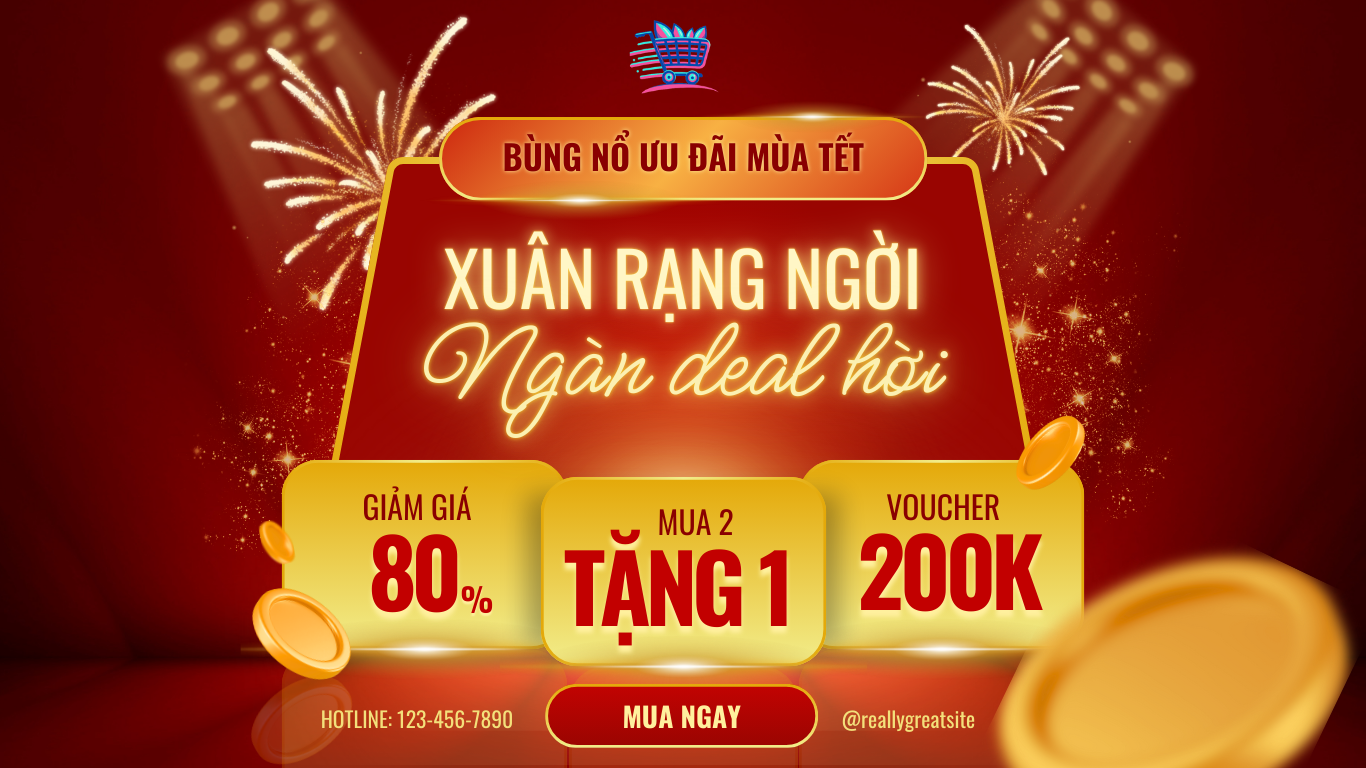 BÙNG NỔ ƯU ĐÃI MÙA TẾT
XUÂN RẠNG NGỜI
Ngàn deal hời
GIẢM GIÁ
80%
MUA 2
TẶNG 1
VOUCHER
200K
HOTLINE: 123-456-7890
MUA NGAY
@reallygreatsite